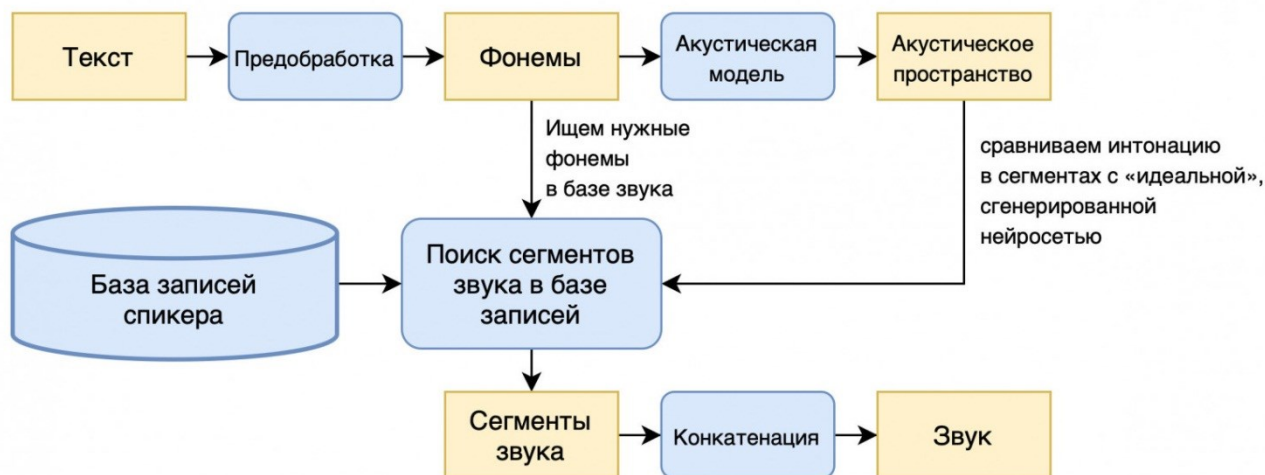 Текст
Предобработка
Фонемы
Акустическая
модель
Акустическое
пространство
Ищем нужные
фонемы
в базе звука
сравниваем интонацию
в сегментах с «идеальной»,
сгенерированной
нейросетью
База записей
спикера
Поиск сегментов
звука в базе
записей
Сегменты
звука
Конкатенация
Звук